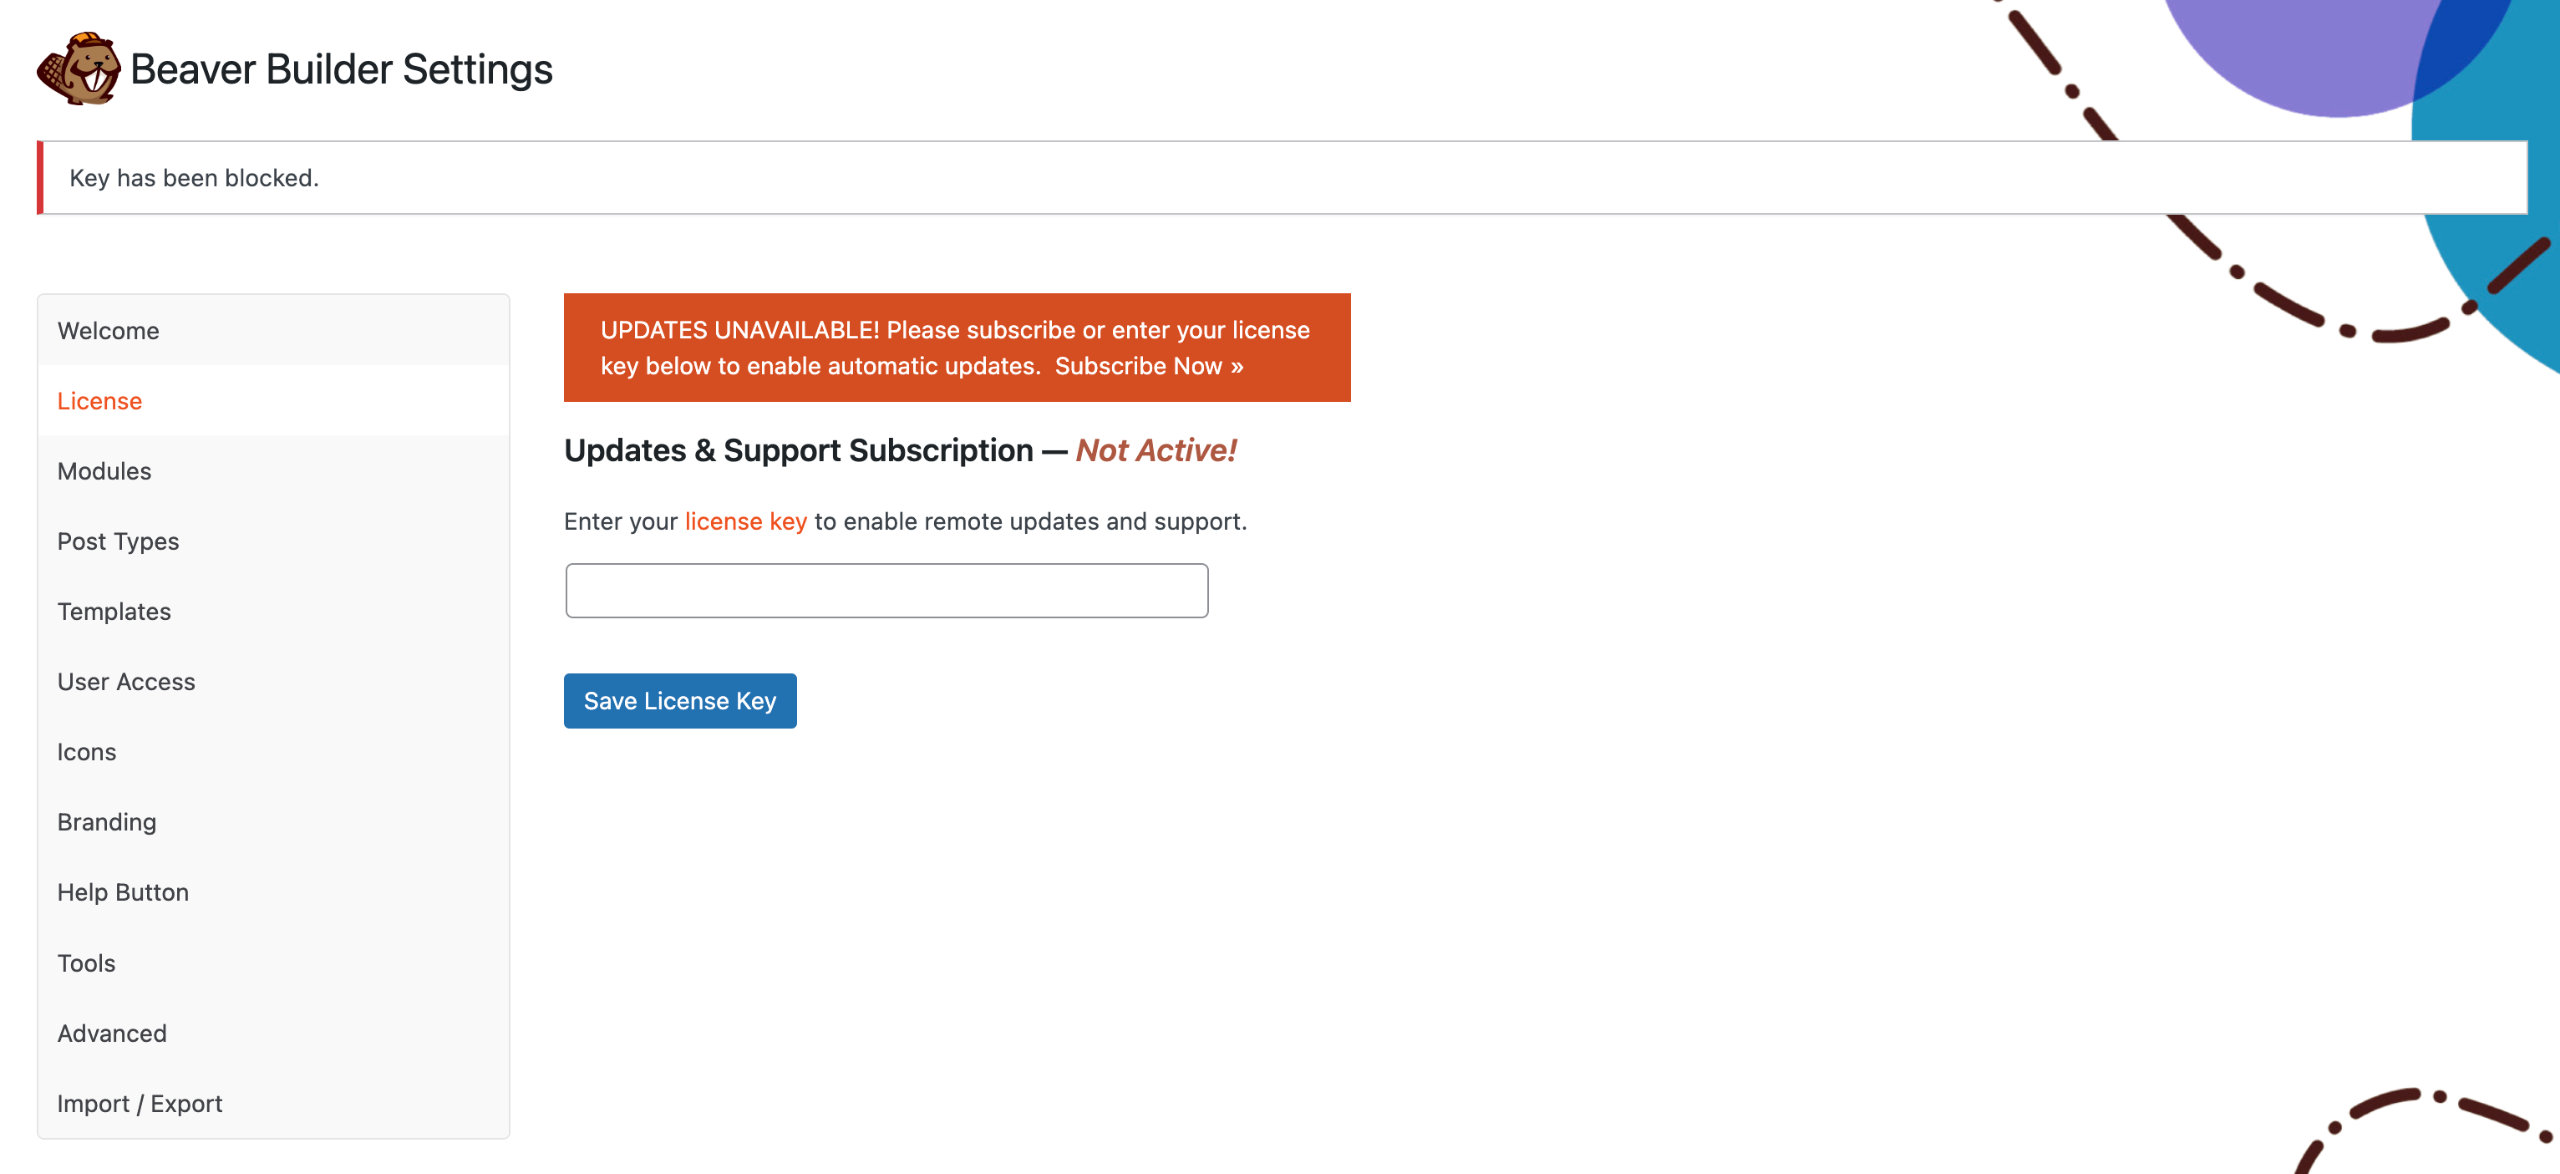 Beaver Builder Settings
Key has been blocked.
Welcome
License
Modules
Post Types
Templates
User Access
Icons
Branding
Help Button
Tools
Advanced
Import / Export
UPDATES UNAVAILABLE! Please subscribe or enter your license
key below to enable automatic updates.  Subscribe Now »
Updates & Support Subscription — Not Active!
Enter your license key to enable remote updates and support.
Save License Key